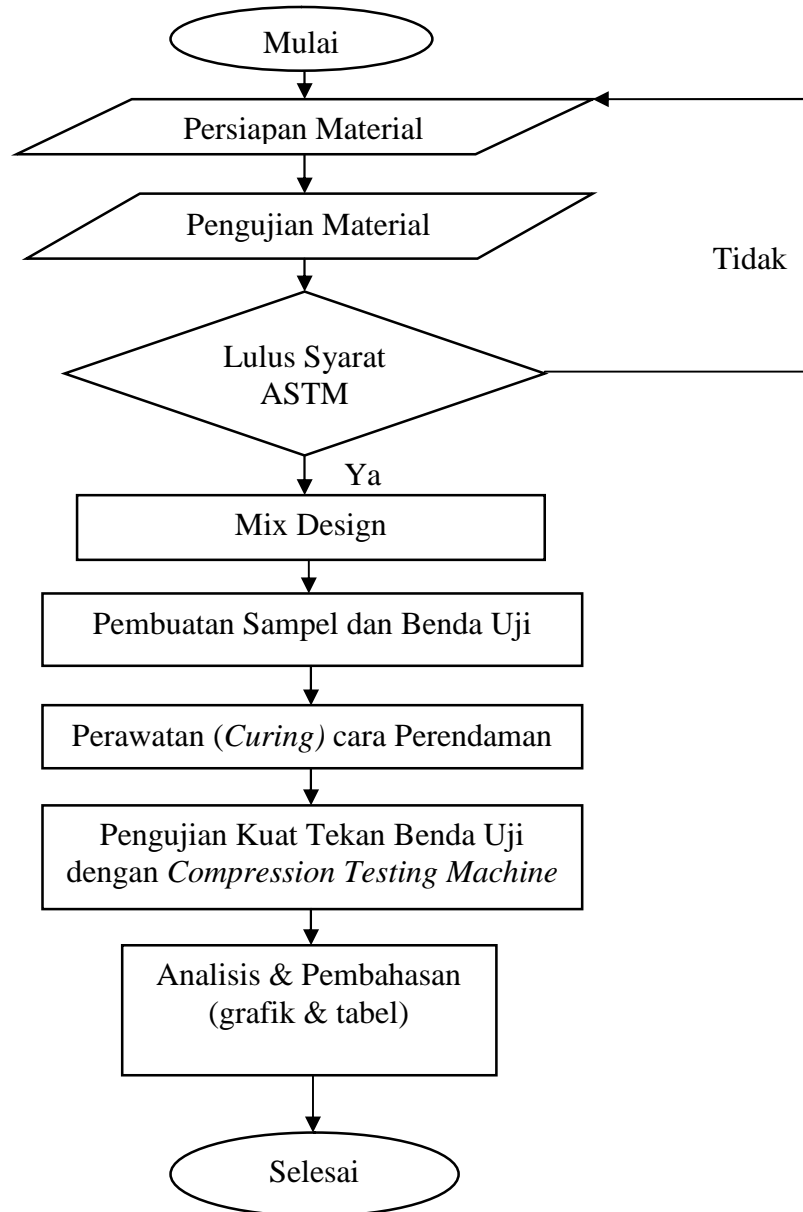 Mulai
Persiapan Material
Pengujian Material
Tidak
Lulus Syarat
ASTM
Ya
Mix Design
Pembuatan Sampel dan Benda Uji
Perawatan (Curing) cara Perendaman
Pengujian Kuat Tekan Benda Uji
dengan Compression Testing Machine
Analisis & Pembahasan
(grafik & tabel)
Selesai